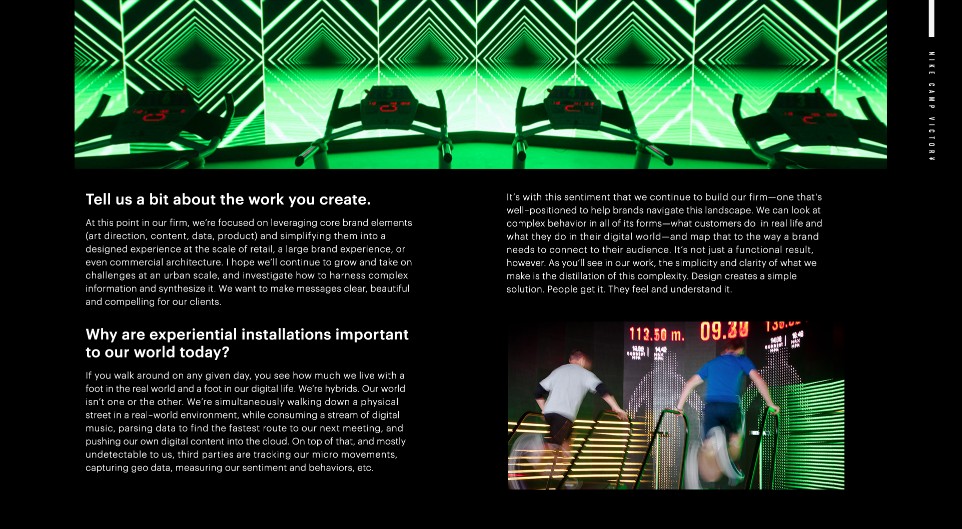 NIKE CAMP VICTORY
Tell us a bit about the work you create.
At this point in our firm, we're focused on leveraging core brand elements
(art direction, content, data, product) and simplifying them into a
designed experience at the scale of retail, a large brand experience, or
even commercial architecture. I hope we'll continue to grow and take on
challenges at an urban scale, and investigate how to harness complex
information and synthesize it. We want to make messages clear, beautiful
and compelling for our clients.
Why are experiential installations important
to our world today?
If you walk around on any given day, you see how much we live with a
foot in the real world and a foot in our digital life. We're hybrids. Our world
isn't one or the other. We're simultaneously walking down a physical
street in a real-world environment, while consuming a stream of digital
music, parsing data to find the fastest route to our next meeting, and
pushing our own digital content into the cloud. On top of that, and mostly
undetectable to us, third parties are tracking our micro movements,
capturing geo data, measuring our sentiment and behaviors, etc.
It's with this sentiment that we continue to build our firm—one that's
well-positioned to help brands navigate this landscape. We can look at
complex behavior in all of its forms—what customers do in real life and
what they do in their digital world—and map that to the way a brand
needs to connect to their audience. It's not just a functional result,
however. As you'll see in our work, the simplicity and clarity of what we
make is the distillation of this complexity. Design creates a simple
solution. People get it. They feel and understand it.
113.50 m.
09.30